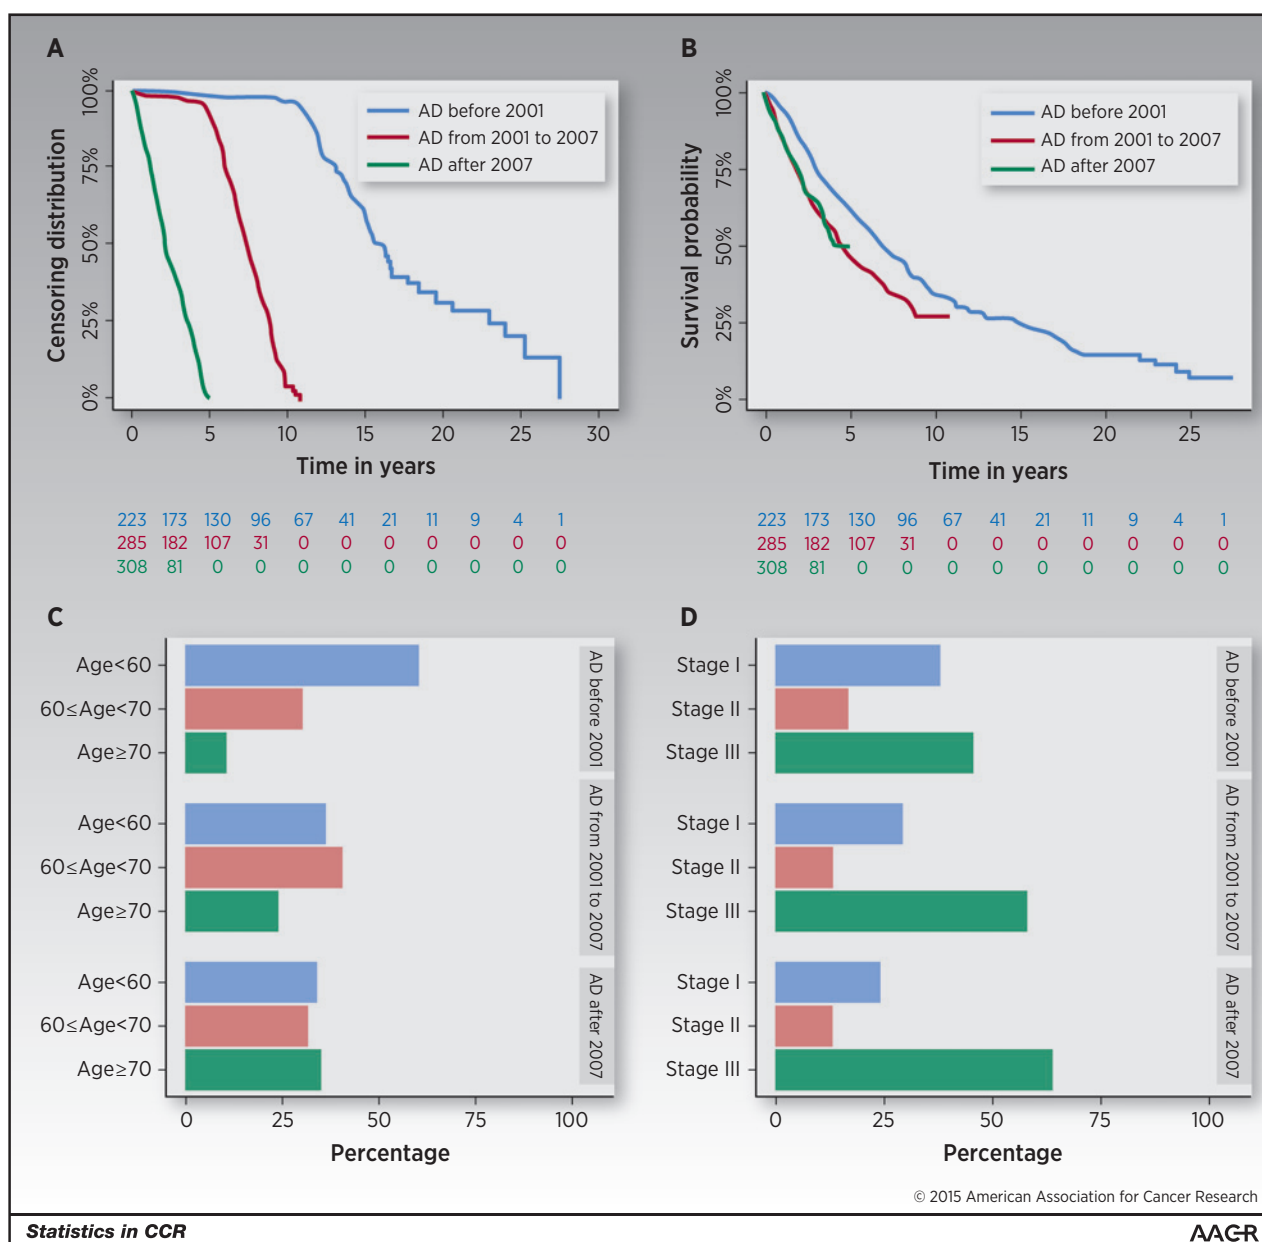 A
Censoring distribution
100%
75%
50%
25%
0%
AD before 2001
AD from 2001 to 2007
AD after 2007
0 5 10 15 20 25 30
Time in years
223 173 130 96 67 41 21 11 9 4 1
285 182 107 31 0 0 0 0 0 0 0
308 81 0 0 0 0 0 0 0 0 0
B
Survival probability
100%
75%
50%
25%
0%
AD before 2001
AD from 2001 to 2007
AD after 2007
0 5 10 15 20 25
Time in years
223 173 130 96 67 41 21 11 9 4 1
285 182 107 31 0 0 0 0 0 0 0
308 81 0 0 0 0 0 0 0 0 0
C
Age<60
60≤Age<70
Age≥70
AD before 2001
Age<60
60≤Age<70
Age≥70
AD from 2001 to 2007
Age<60
60≤Age<70
Age≥70
AD after 2007
0 25 50 75 100
Percentage
D
Stage I
Stage II
Stage III
AD before 2001
Stage I
Stage II
Stage III
AD from 2001 to 2007
Stage I
Stage II
Stage III
AD after 2007
0 25 50 75 100
Percentage
© 2015 American Association for Cancer Research
Statistics in CCR
AACR